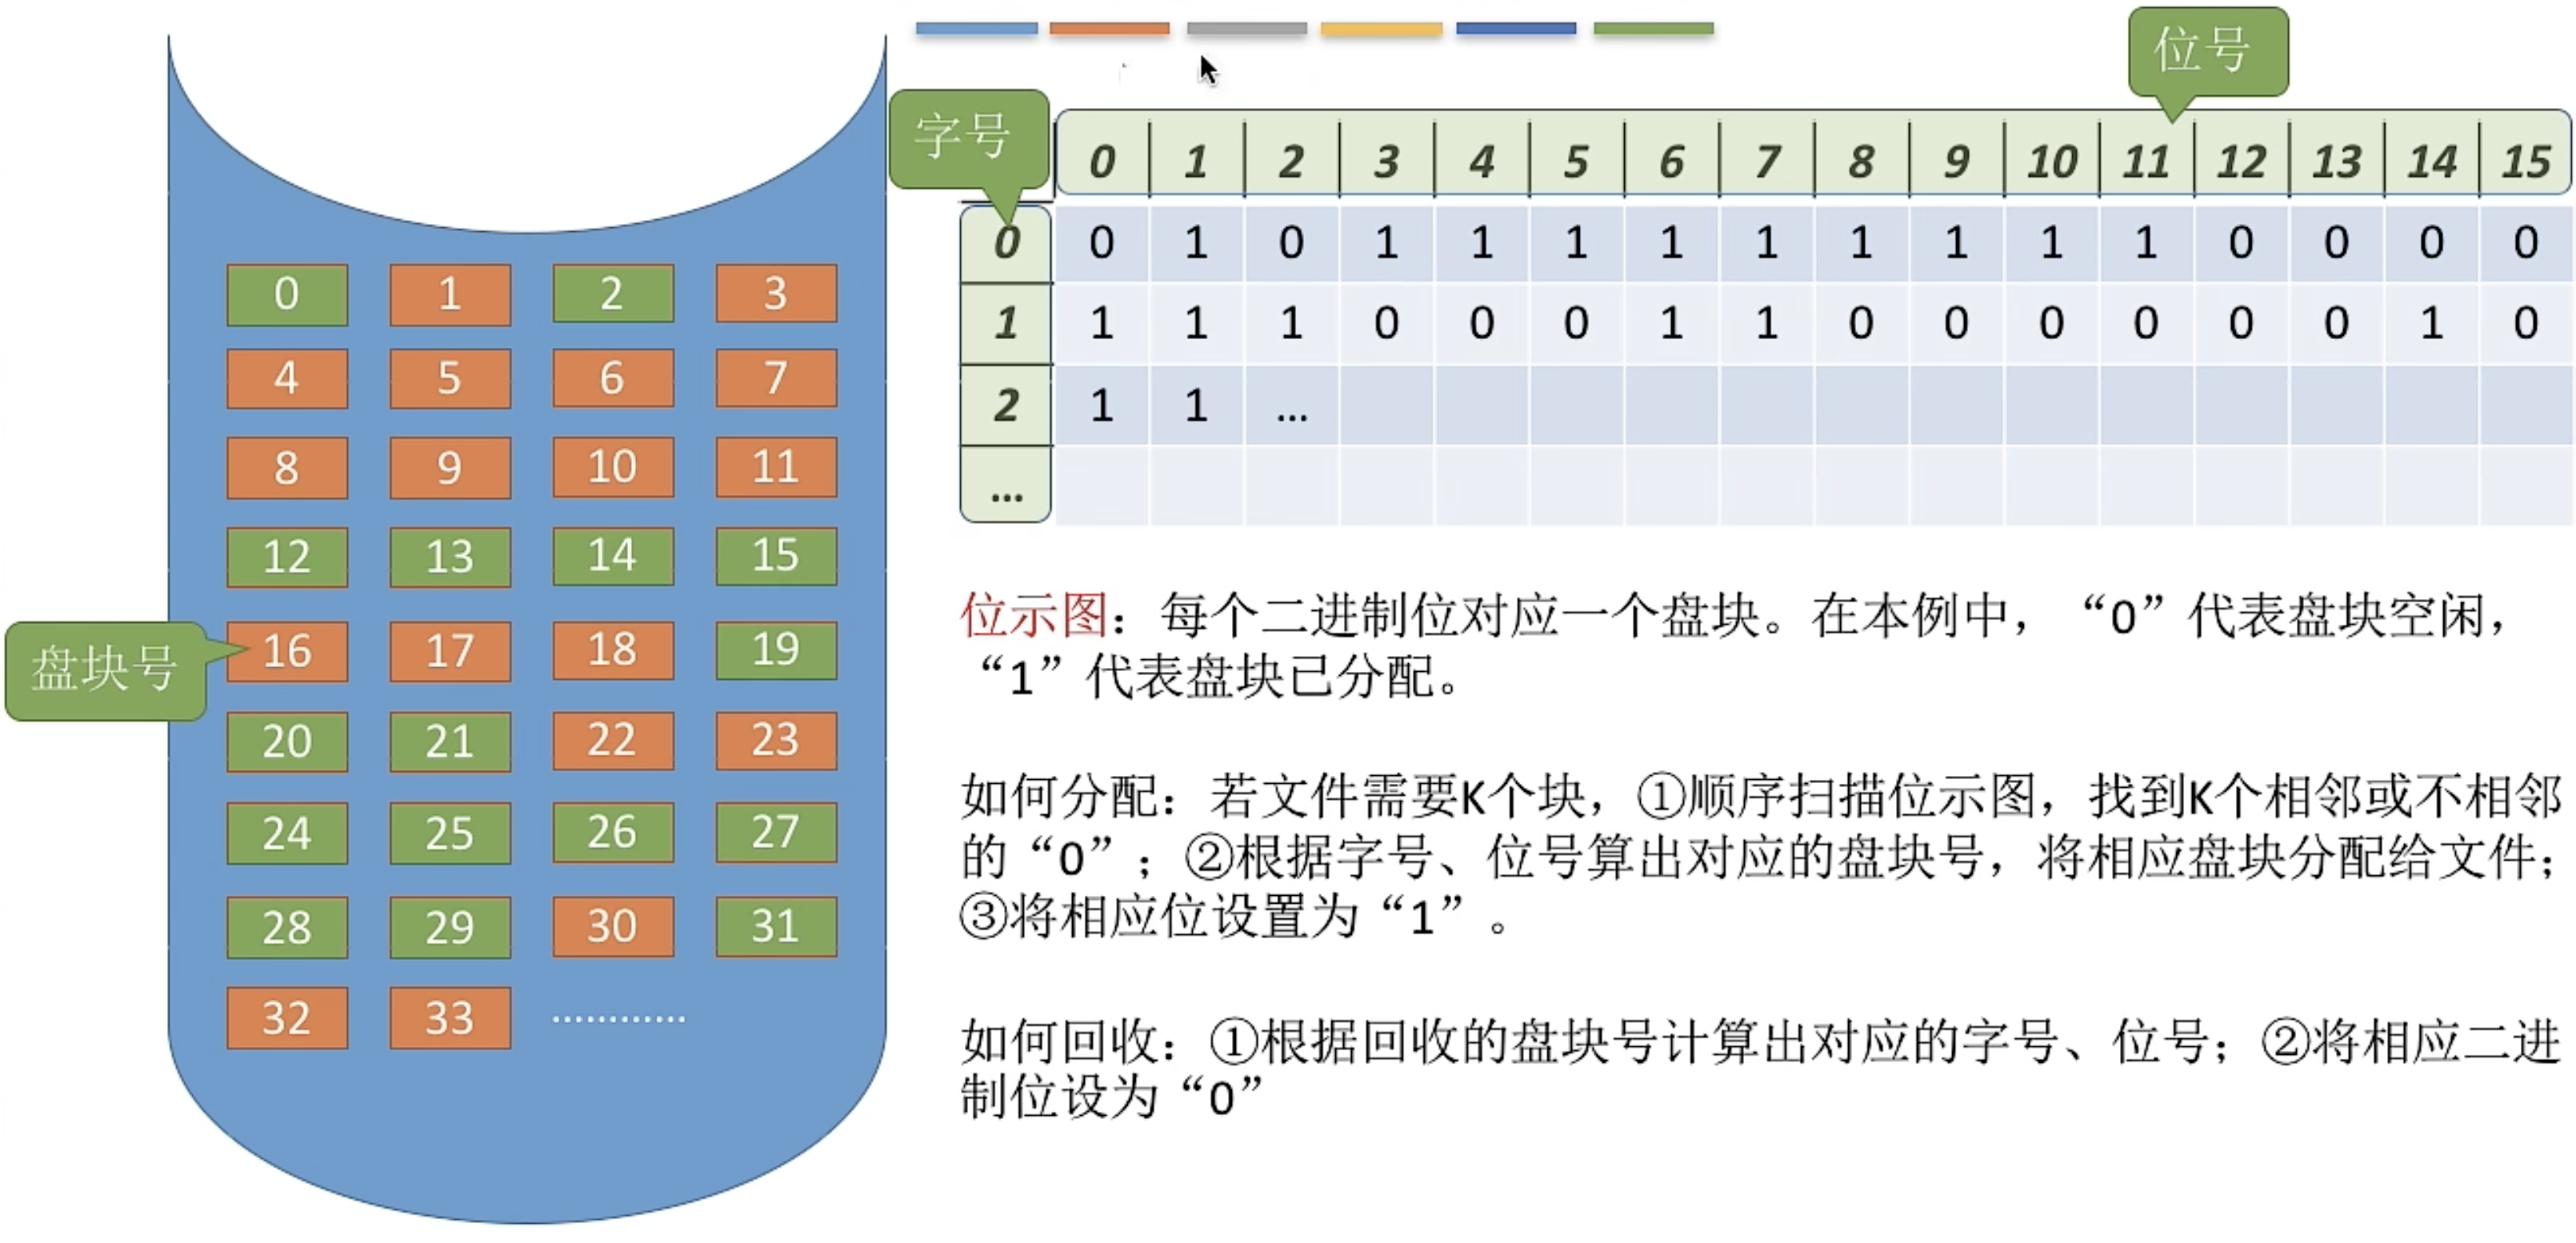 位号
字号
0 1 2 3 4 5 6 7 8 9 10 11 12 13 14 15
0 0 1 0 1 1 1 1 1 1 1 1 1 0 0 0 0
1 1 1 1 0 0 0 1 1 0 0 0 0 0 0 1 0
2 1 1 ...
...
0 1 2 3
4 5 6 7
8 9 10 11
12 13 14 15
盘块号
16 17 18 19
20 21 22 23
24 25 26 27
28 29 30 31
32 33 ............
位示图：每个二进制位对应一个盘块。在本例中，“0”代表盘块空闲，
“1”代表盘块已分配。
如何分配：若文件需要K个块，①顺序扫描位示图，找到K个相邻或不相邻
的“0”；②根据字号、位号算出对应的盘块号，将相应盘块分配给文件；
③将相应位设置为“1”。
如何回收：①根据回收的盘块号计算出对应的字号、位号；②将相应二进
制位设为“0”